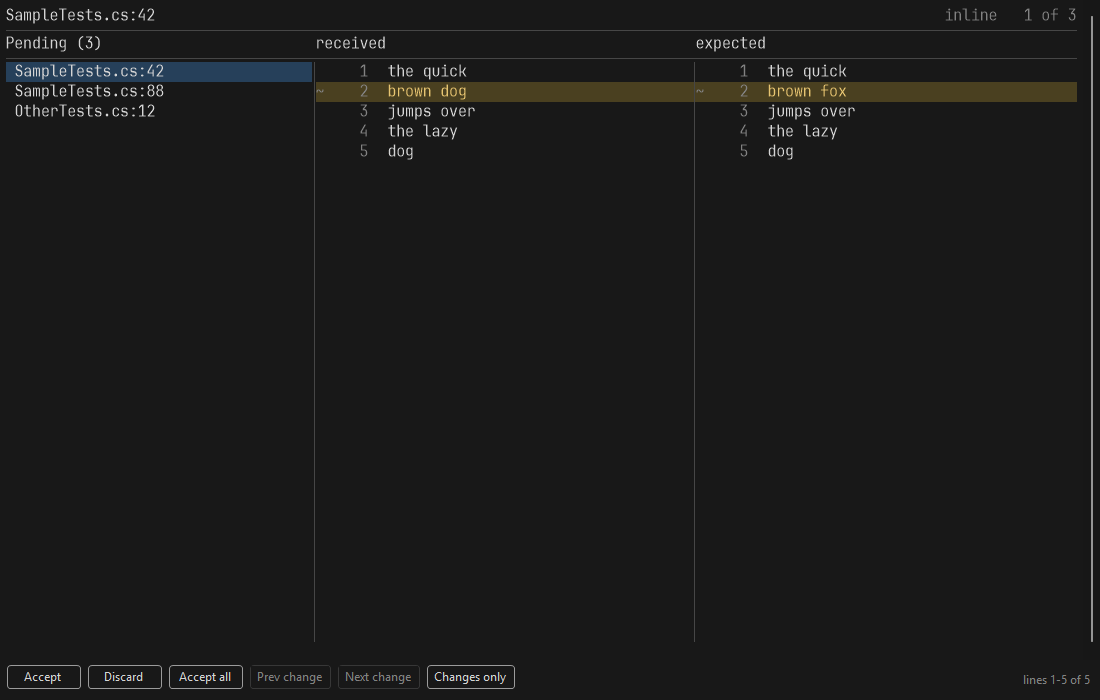 SampleTests.cs:42 inline 1 of 3
Pending (3) received expected
SampleTests.cs:42 1 the quick 1 the quick
SampleTests.cs:88 ~ 2 brown dog ~ 2 brown fox
OtherTests.cs:12 3 jumps over 3 jumps over
4 the lazy 4 the lazy
5 dog 5 dog
Accept Discard Accept all Prev change Next change Changes only lines 1-5 of 5